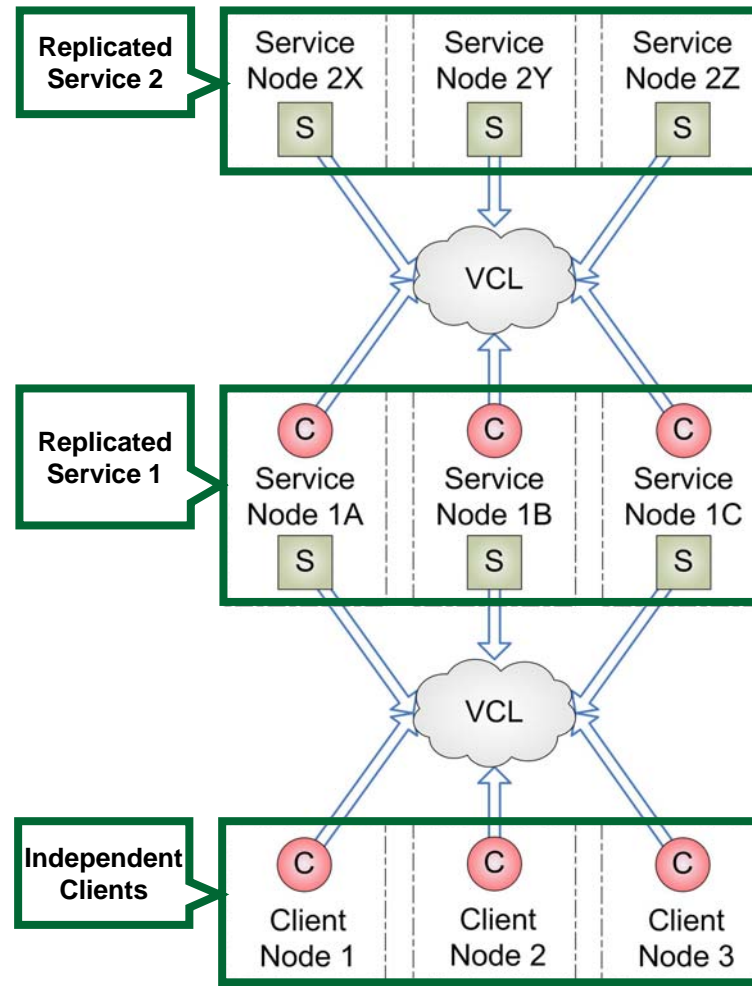 Replicated
Service 2
Service
Node 2X
Service
Node 2Y
Service
Node 2Z
S
S
S
VCL
Replicated
Service 1
C
C
C
Service
Node 1A
Service
Node 1B
Service
Node 1C
S
S
S
VCL
Independent
Clients
C
C
C
Client
Node 1
Client
Node 2
Client
Node 3